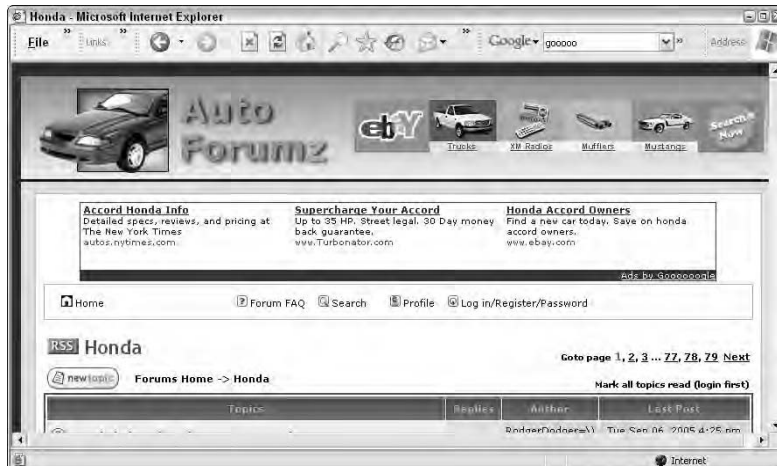 Honda - Microsoft Internet Explorer
File » Links » Google gooooo » Address
Auto
Forumz
ebY
Trucks XM Radios Mufflers Mustangs Search Now
Accord Honda Info Supercharge Your Accord Honda Accord Owners
Detailed specs, reviews, and pricing at Up to 35 HP. Street legal. 30 Day money Find a new car today. Save on honda
The New York Times back guarantee. accord owners.
autos.nytimes.com www.Turbonator.com www.ebay.com
Ads by Goooooogle
Home Forum FAQ Search Profile Log in/Register/Password
RSS Honda
Goto page 1, 2, 3 ... 77, 78, 79 Next
newtopic Forums Home -> Honda Mark all topics read (login first)
Topics Replies Author Last Post
RodgerDodger=\) Tue Sep 06, 2005 4:25 pm
Internet